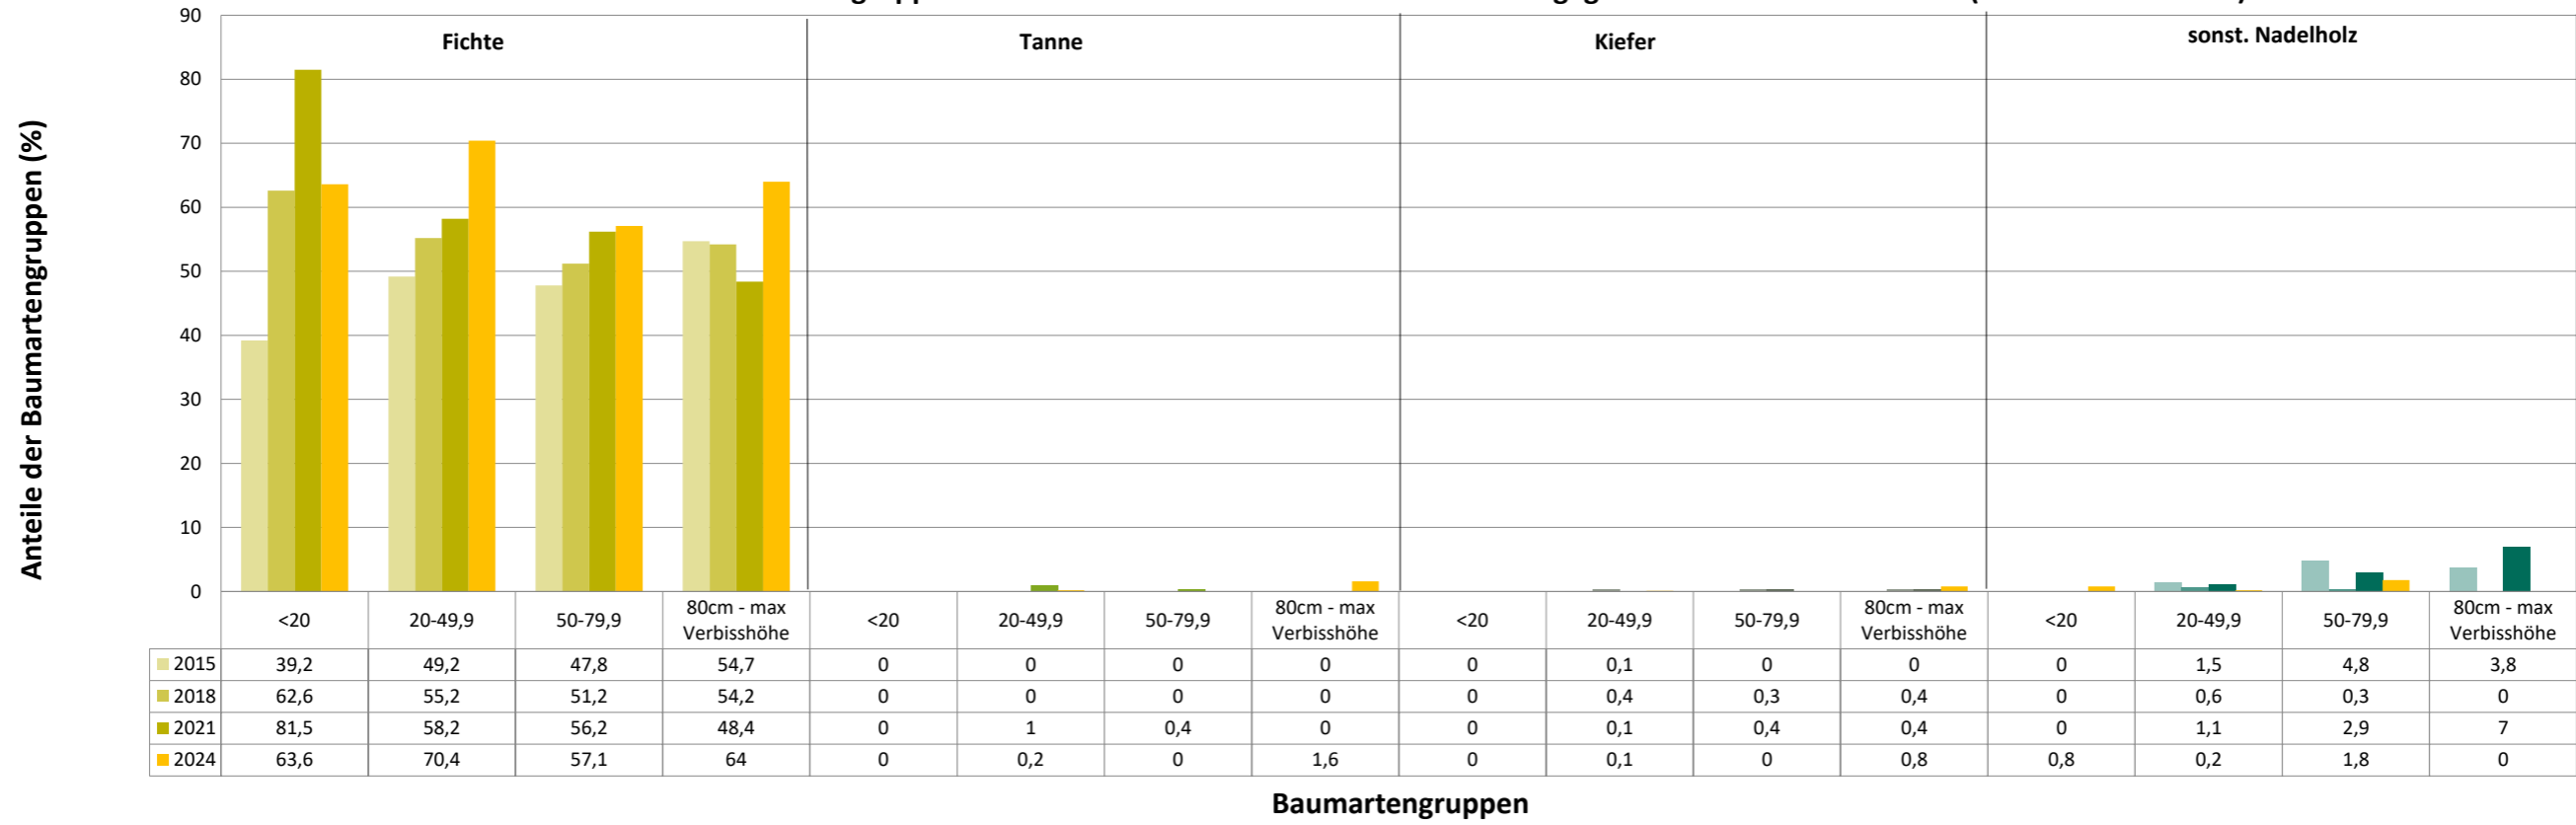 90
80
70
60
50
40
30
20
10
0
Anteile der Baumartengruppen (%)
Fichte Tanne Kiefer sonst. Nadelholz
<20 20-49,9 50-79,9 80cm - max Verbisshöhe <20 20-49,9 50-79,9 80cm - max Verbisshöhe <20 20-49,9 50-79,9 80cm - max Verbisshöhe <20 20-49,9 50-79,9 80cm - max Verbisshöhe
2015 39,2 49,2 47,8 54,7 0 0 0 0 0 0,1 0 0 0 1,5 4,8 3,8
2018 62,6 55,2 51,2 54,2 0 0 0 0 0 0,4 0,3 0,4 0 0,6 0,3 0
2021 81,5 58,2 56,2 48,4 0 1 0,4 0 0 0,1 0,4 0,4 0 1,1 2,9 7
2024 63,6 70,4 57,1 64 0 0,2 0 1,6 0 0,1 0 0,8 0,8 0,2 1,8 0
Baumartengruppen